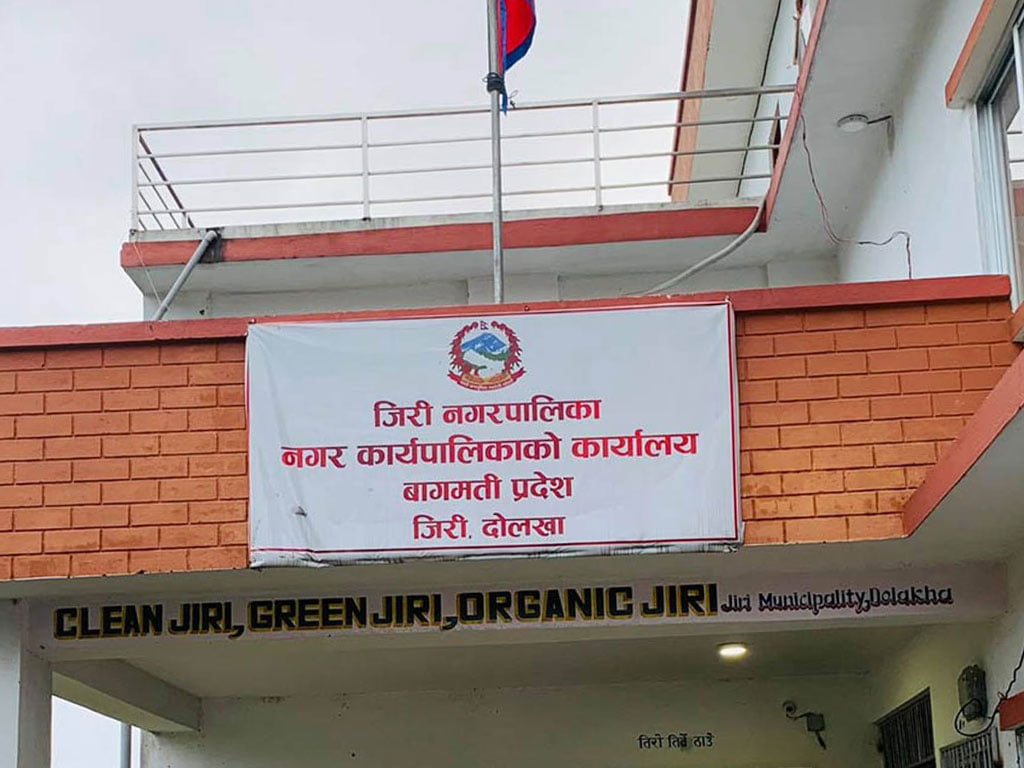 जिरी नगरपालिका
नगर कार्यपालिकाको कार्यालय
बागमती प्रदेश
जिरी, दोलखा
CLEAN JIRI, GREEN JIRI, ORGANIC JIRI Jiri Municipality, Dolakha
तिरो तिर्ने ठाउँ